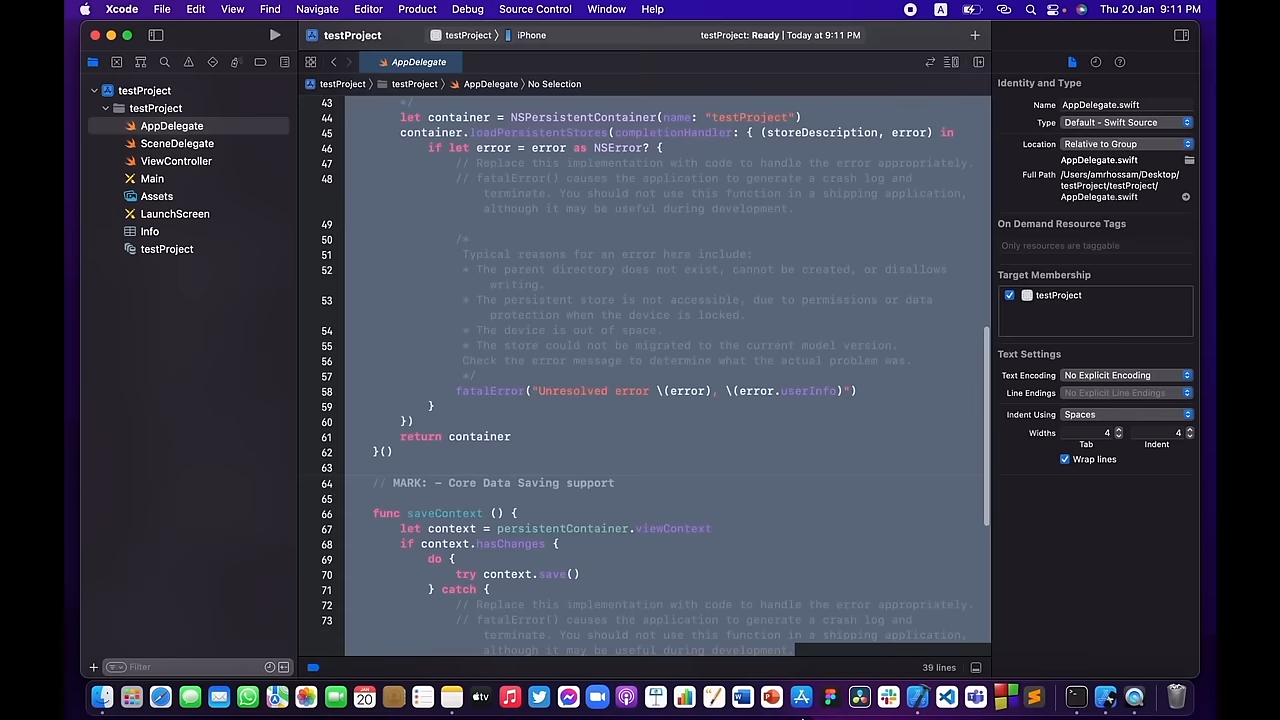 Xcode File Edit View Find Navigate Editor Product Debug Source Control Window Help A Thu 20 Jan 9:11 PM
testProject testProject iPhone testProject: Ready | Today at 9:11 PM
AppDelegate
testProject testProject AppDelegate No Selection
testProject
testProject
AppDelegate
SceneDelegate
ViewController
Main
Assets
LaunchScreen
Info
testProject
Filter
43 */
44 let container = NSPersistentContainer(name: "testProject")
45 container.loadPersistentStores(completionHandler: { (storeDescription, error) in
46 if let error = error as NSError? {
47 // Replace this implementation with code to handle the error appropriately.
48 // fatalError() causes the application to generate a crash log and
terminate. You should not use this function in a shipping application,
although it may be useful during development.
49
50 /*
51 Typical reasons for an error here include:
52 * The parent directory does not exist, cannot be created, or disallows
writing.
53 * The persistent store is not accessible, due to permissions or data
protection when the device is locked.
54 * The device is out of space.
55 * The store could not be migrated to the current model version.
56 Check the error message to determine what the actual problem was.
57 */
58 fatalError("Unresolved error \(error), \(error.userInfo)")
59 }
60 })
61 return container
62 }()
63
64 // MARK: - Core Data Saving support
65
66 func saveContext () {
67 let context = persistentContainer.viewContext
68 if context.hasChanges {
69 do {
70 try context.save()
71 } catch {
72 // Replace this implementation with code to handle the error appropriately.
73 // fatalError() causes the application to generate a crash log and
terminate. You should not use this function in a shipping application,
although it may be useful during development.
39 lines
Identity and Type
Name AppDelegate.swift
Type Default - Swift Source
Location Relative to Group
AppDelegate.swift
Full Path /Users/amrhossam/Desktop/
testProject/testProject/
AppDelegate.swift
On Demand Resource Tags
Only resources are taggable
Target Membership
testProject
Text Settings
Text Encoding No Explicit Encoding
Line Endings No Explicit Line Endings
Indent Using Spaces
Widths 4 4
Tab Indent
Wrap lines
JAN
20
tv